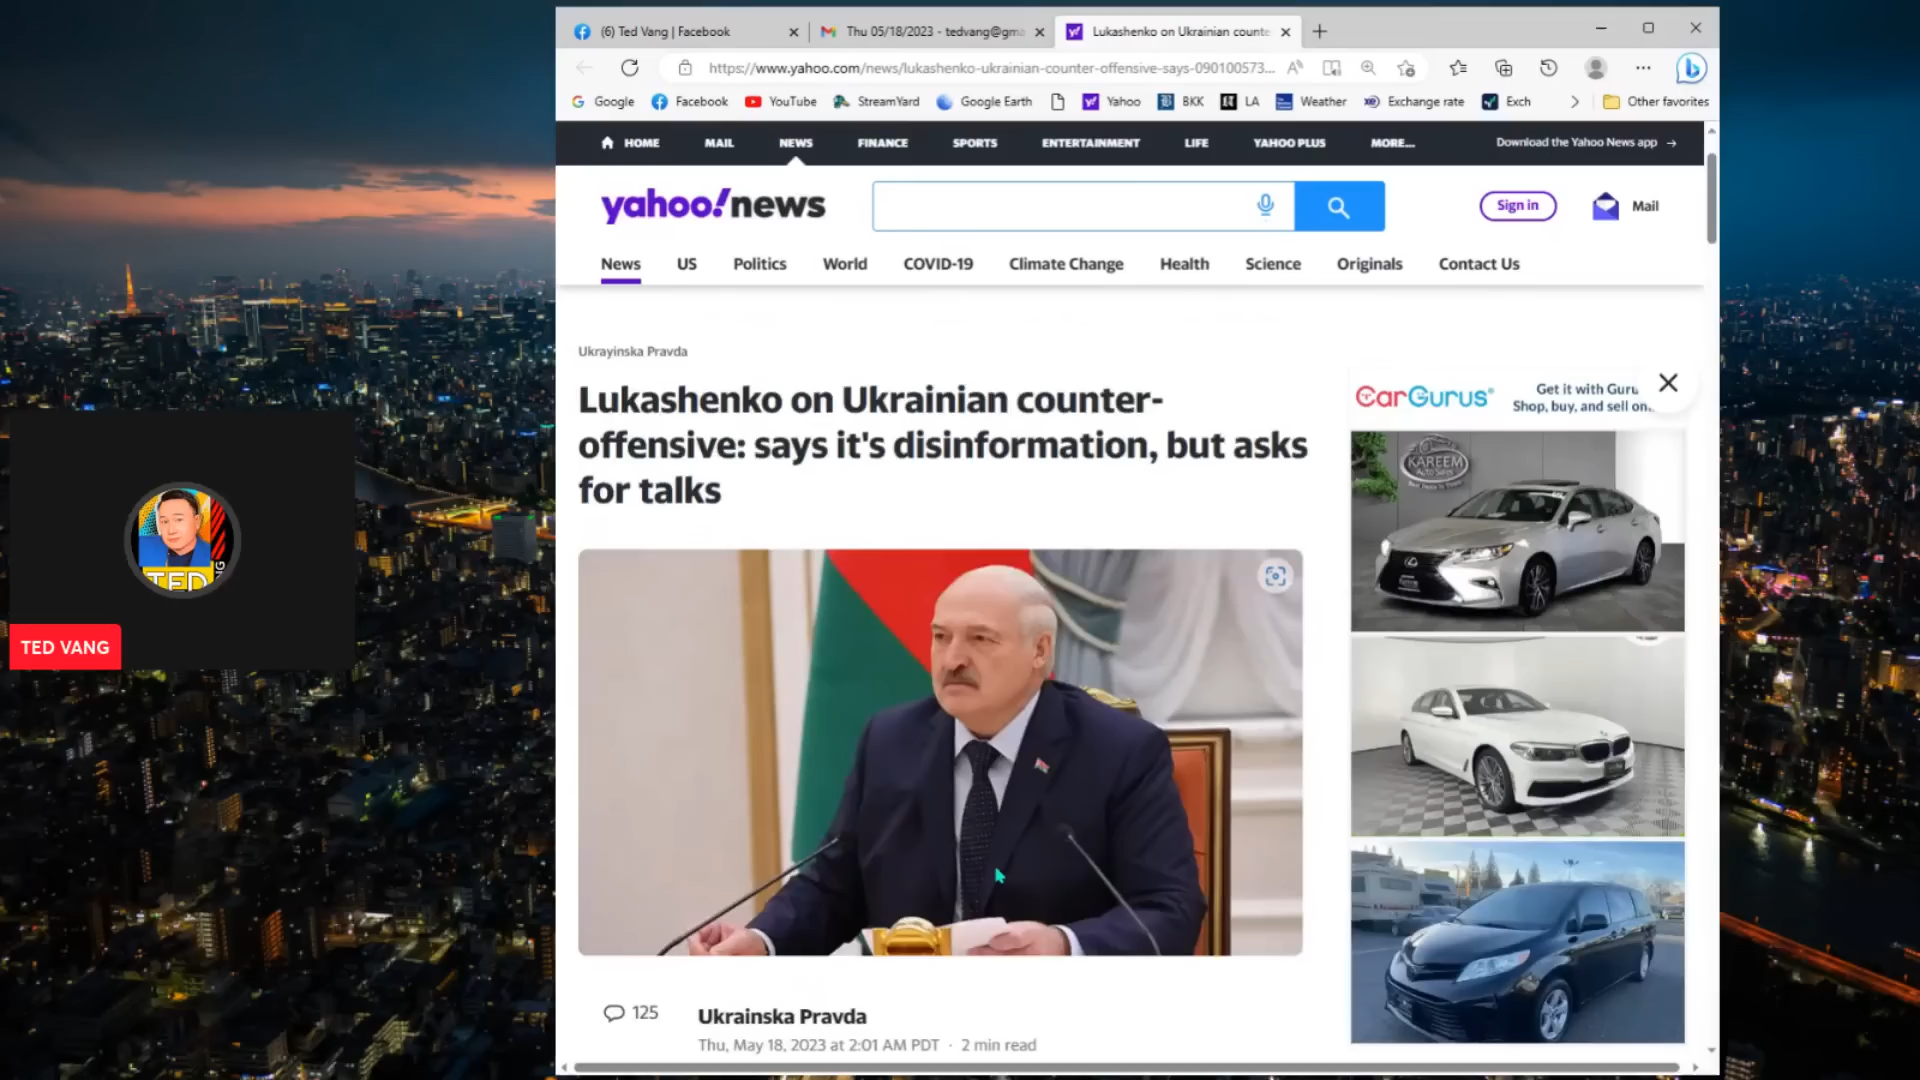 (6) Ted Vang | Facebook
Thu 05/18/2023 - tedvang@gma
Lukashenko on Ukrainian counte
https://www.yahoo.com/news/lukashenko-ukrainian-counter-offensive-says-090100573...
Google Facebook YouTube StreamYard Google Earth Yahoo BKK LA Weather Exchange rate Exch Other favorites
HOME MAIL NEWS FINANCE SPORTS ENTERTAINMENT LIFE YAHOO PLUS MORE... Download the Yahoo News app →
yahoo!news
Sign in
Mail
News US Politics World COVID-19 Climate Change Health Science Originals Contact Us
Ukrayinska Pravda
Lukashenko on Ukrainian counter-
offensive: says it's disinformation, but asks
for talks
CarGurus®
Get it with Guru
Shop, buy, and sell on...
KAREEM
Auto Sales
TED
NG
TED VANG
125
Ukrainska Pravda
Thu, May 18, 2023 at 2:01 AM PDT · 2 min read